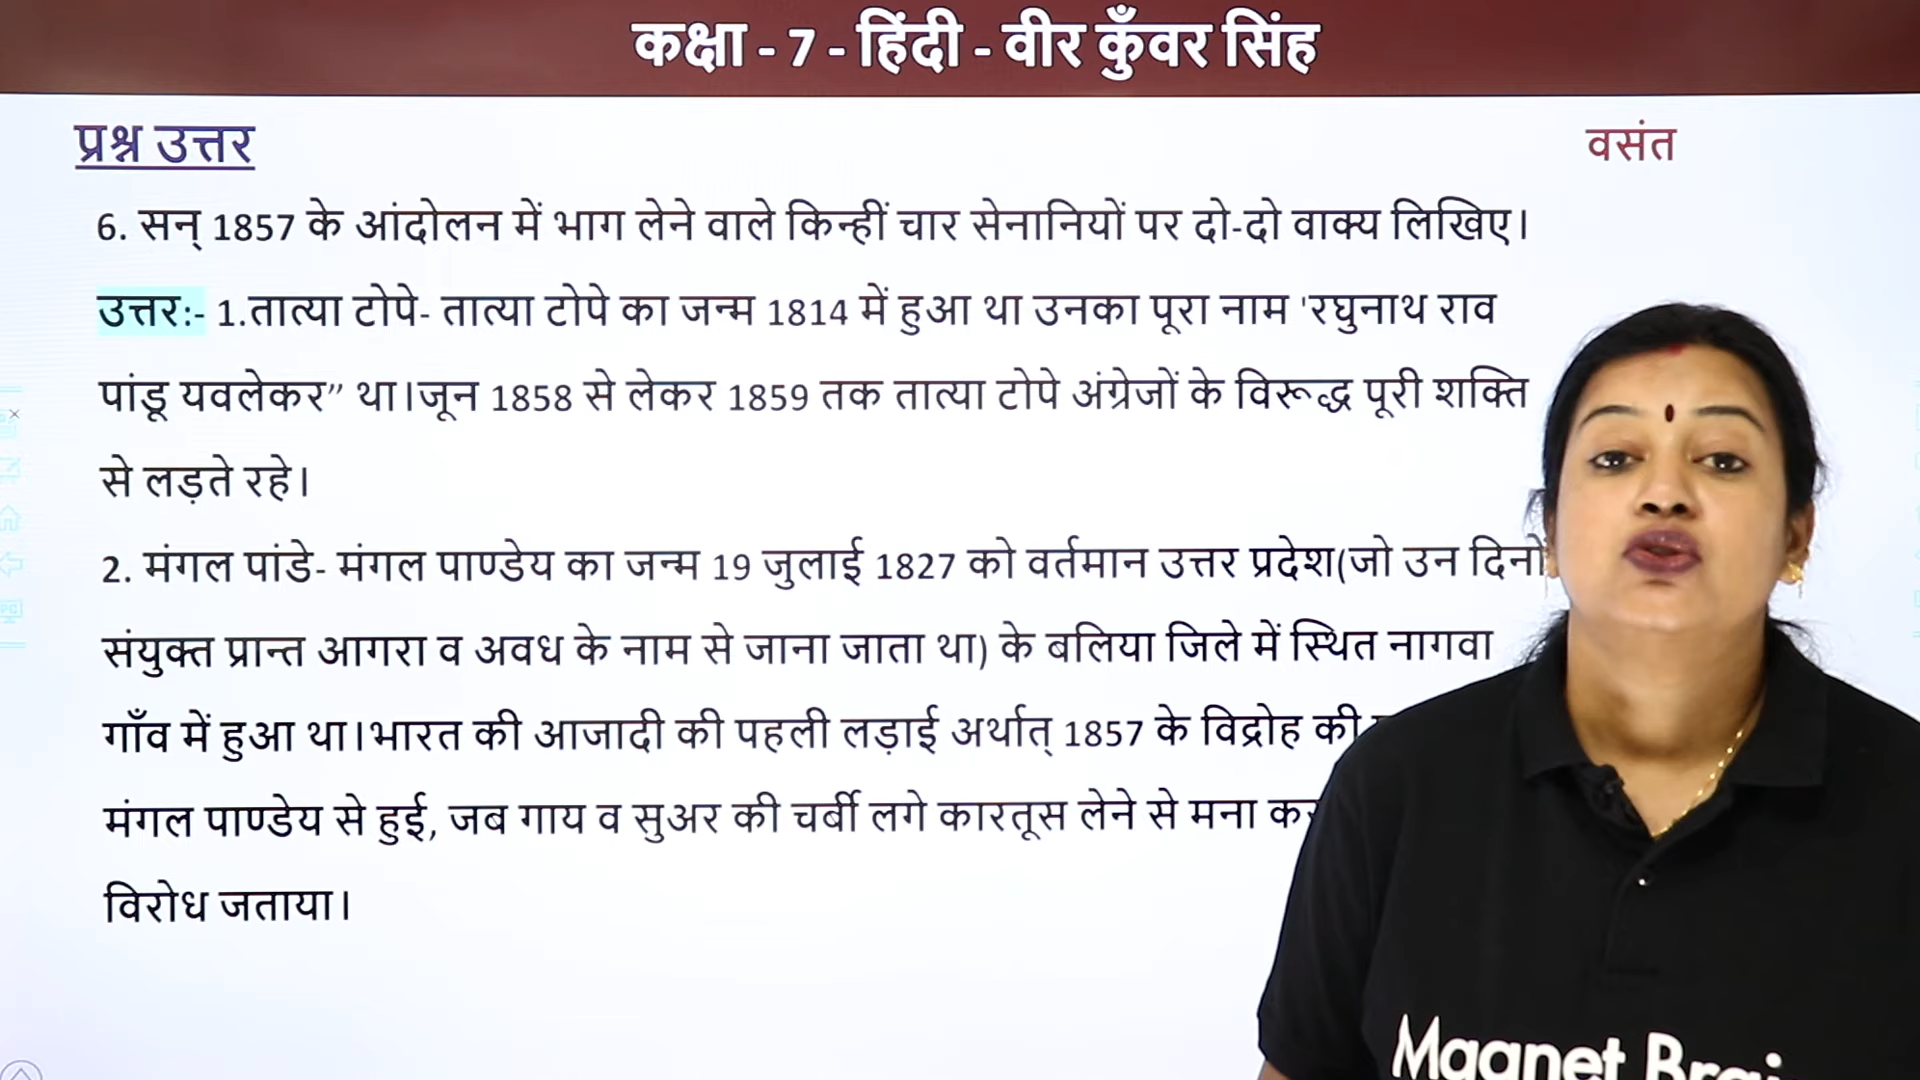 कक्षा - 7 - हिंदी - वीर कुँवर सिंह
प्रश्न उत्तर
वसंत
6. सन् 1857 के आंदोलन में भाग लेने वाले किन्हीं चार सेनानियों पर दो-दो वाक्य लिखिए।
उत्तर:- 1.तात्या टोपे- तात्या टोपे का जन्म 1814 में हुआ था उनका पूरा नाम 'रघुनाथ राव
पांडू यवलेकर” था।जून 1858 से लेकर 1859 तक तात्या टोपे अंग्रेजों के विरूद्ध पूरी शक्ति
से लड़ते रहे।
2. मंगल पांडे- मंगल पाण्डेय का जन्म 19 जुलाई 1827 को वर्तमान उत्तर प्रदेश(जो उन दिनों
संयुक्त प्रान्त आगरा व अवध के नाम से जाना जाता था) के बलिया जिले में स्थित नागवा
गाँव में हुआ था।भारत की आजादी की पहली लड़ाई अर्थात् 1857 के विद्रोह की
मंगल पाण्डेय से हुई, जब गाय व सुअर की चर्बी लगे कारतूस लेने से मना
विरोध जताया।
Magnet